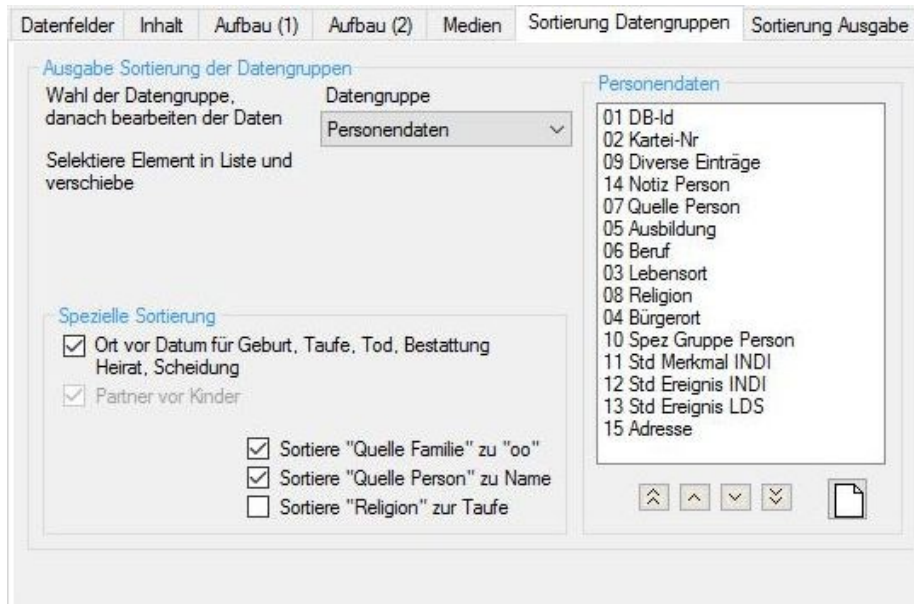 Datenfelder Inhalt Aufbau (1) Aufbau (2) Medien Sortierung Datengruppen Sortierung Ausgabe
Ausgabe Sortierung der Datengruppen
Wahl der Datengruppe,
danach bearbeiten der Daten
Selektiere Element in Liste und
verschiebe
Datengruppe
Personendaten
Spezielle Sortierung
Ort vor Datum für Geburt, Taufe, Tod, Bestattung
Heirat, Scheidung
Partner vor Kinder
Sortiere "Quelle Familie" zu "oo"
Sortiere "Quelle Person" zu Name
Sortiere "Religion" zur Taufe
Personendaten
01 DB-Id
02 Kartei-Nr
09 Diverse Einträge
14 Notiz Person
07 Quelle Person
05 Ausbildung
06 Beruf
03 Lebensort
08 Religion
04 Bürgerort
10 Spez Gruppe Person
11 Std Merkmal INDI
12 Std Ereignis INDI
13 Std Ereignis LDS
15 Adresse